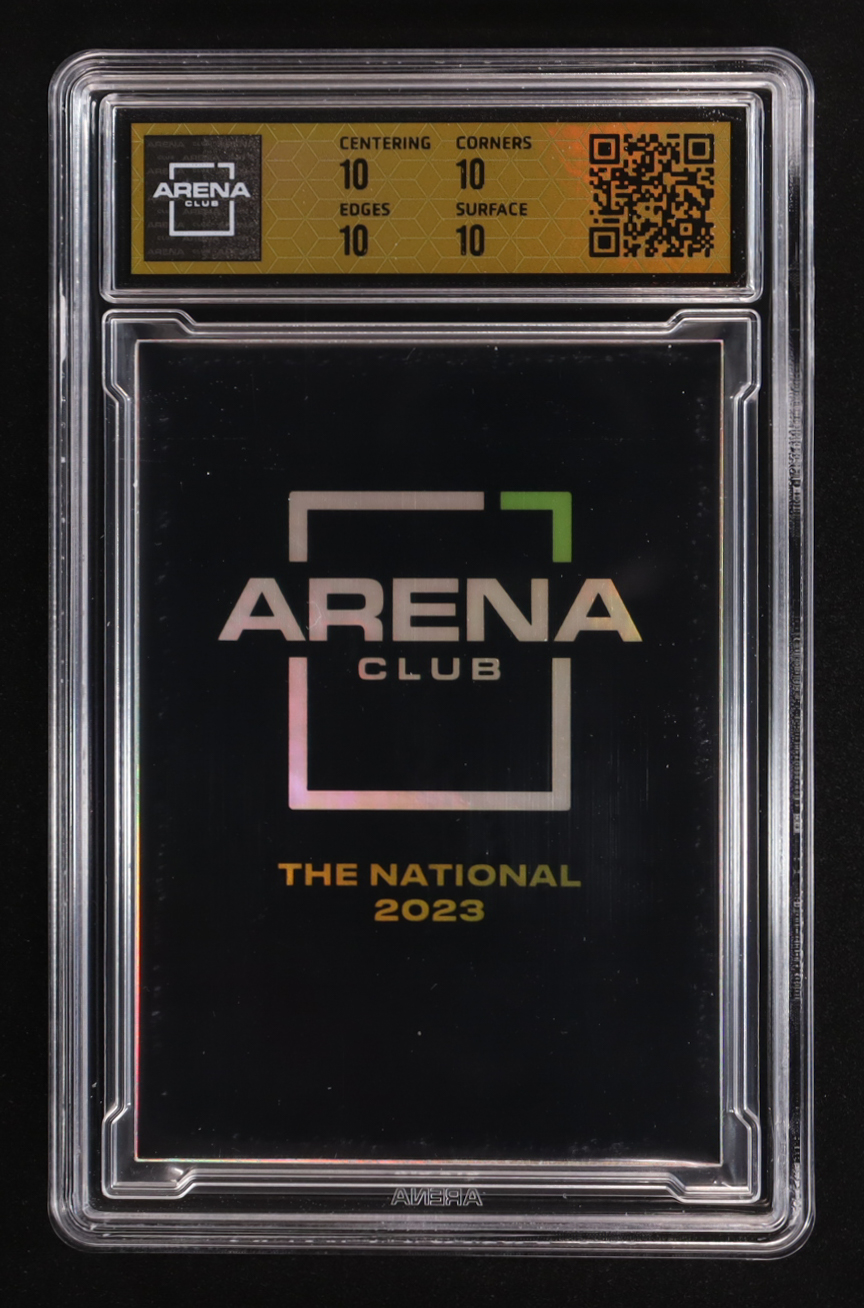 ARENA
CLUB
CENTERING CORNERS
10 10
EDGES SURFACE
10 10
ARENA
CLUB
THE NATIONAL
2023
ARENA